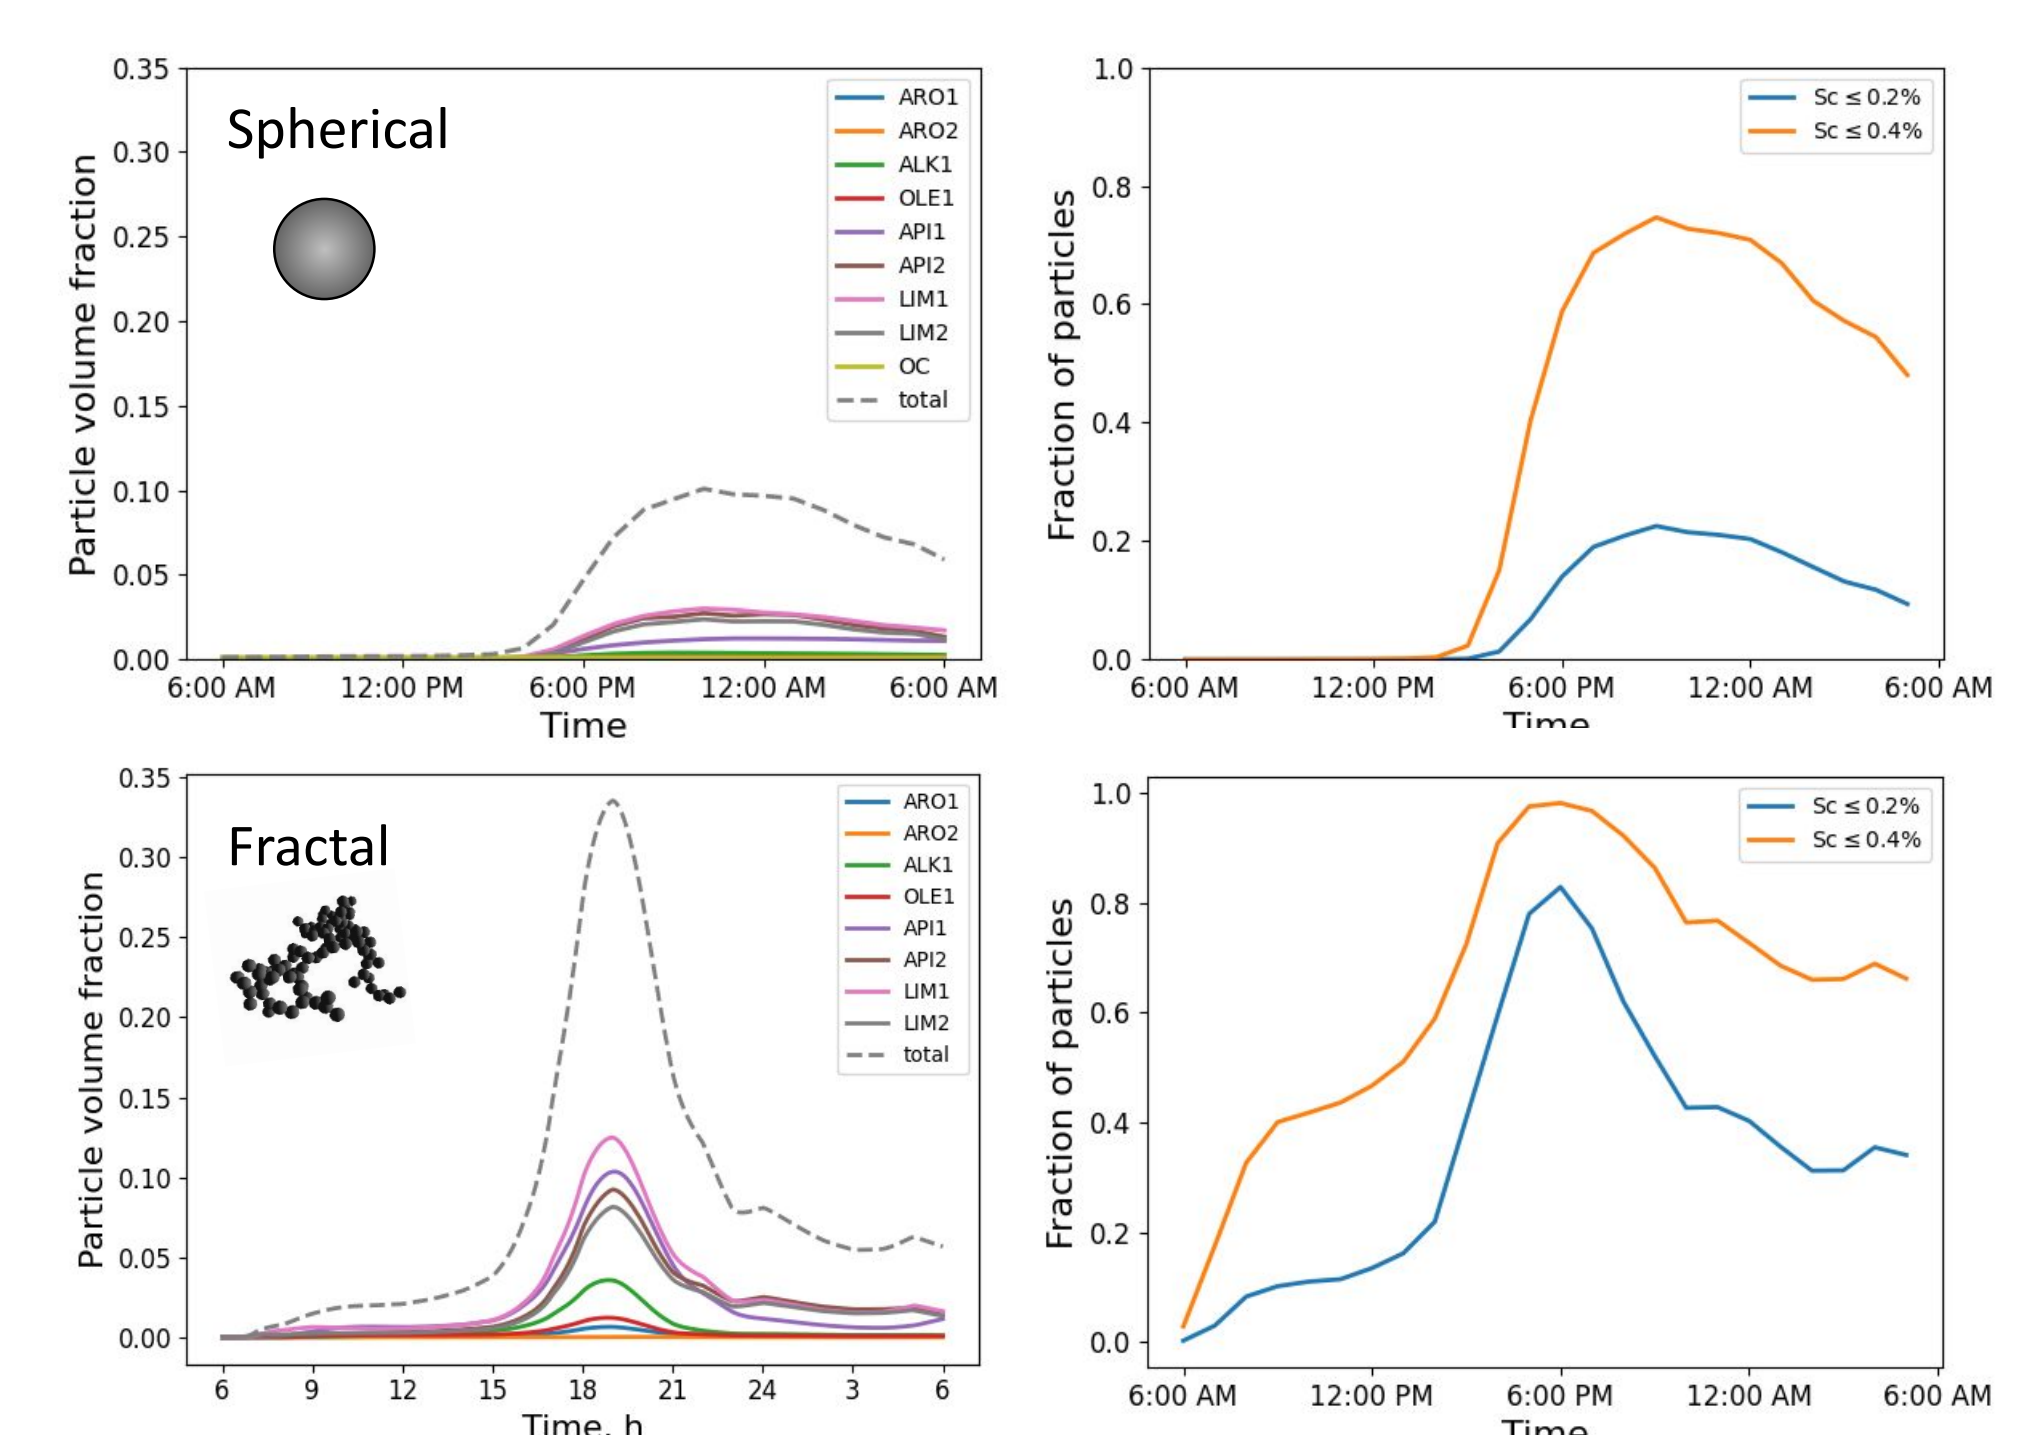 Spherical
Particle volume fraction
0.35
0.30
0.25
0.20
0.15
0.10
0.05
0.00
ARO1
ARO2
ALK1
OLE1
API1
API2
LIM1
LIM2
OC
total
6:00 AM 12:00 PM 6:00 PM 12:00 AM 6:00 AM
Time
Fraction of particles
1.0
0.8
0.6
0.4
0.2
0.0
Sc ≤ 0.2%
Sc ≤ 0.4%
6:00 AM 12:00 PM 6:00 PM 12:00 AM 6:00 AM
Time
Fractal
Particle volume fraction
0.35
0.30
0.25
0.20
0.15
0.10
0.05
0.00
ARO1
ARO2
ALK1
OLE1
API1
API2
LIM1
LIM2
total
6 9 12 15 18 21 24 3 6
Time, h
Fraction of particles
1.0
0.8
0.6
0.4
0.2
0.0
Sc ≤ 0.2%
Sc ≤ 0.4%
6:00 AM 12:00 PM 6:00 PM 12:00 AM 6:00 AM
Time